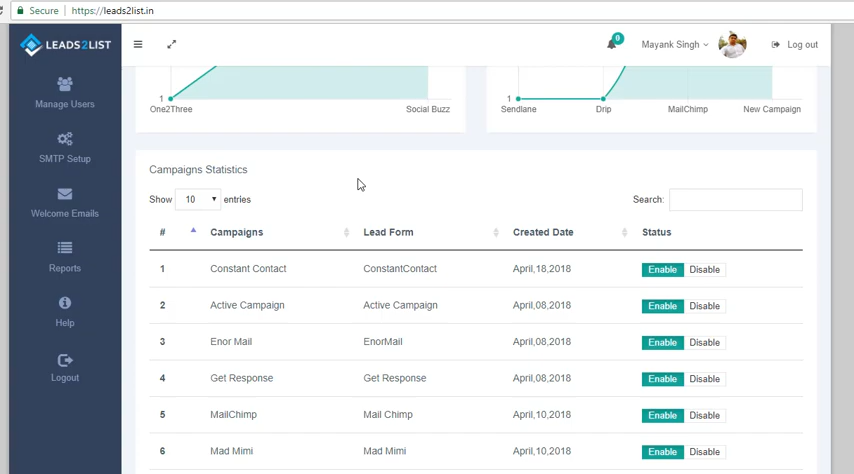 Secure https://leads2list.in
LEADS2LIST
0
Mayank Singh
Log out
Manage Users
SMTP Setup
Welcome Emails
Reports
Help
Logout
1
One2Three Social Buzz
1
Sendlane Drip MailChimp New Campaign
Campaigns Statistics
Show 10 entries Search:
# Campaigns Lead Form Created Date Status
1 Constant Contact ConstantContact April,18,2018 Enable Disable
2 Active Campaign Active Campaign April,08,2018 Enable Disable
3 Enor Mail EnorMail April,08,2018 Enable Disable
4 Get Response Get Response April,08,2018 Enable Disable
5 MailChimp Mail Chimp April,10,2018 Enable Disable
6 Mad Mimi Mad Mimi April,10,2018 Enable Disable